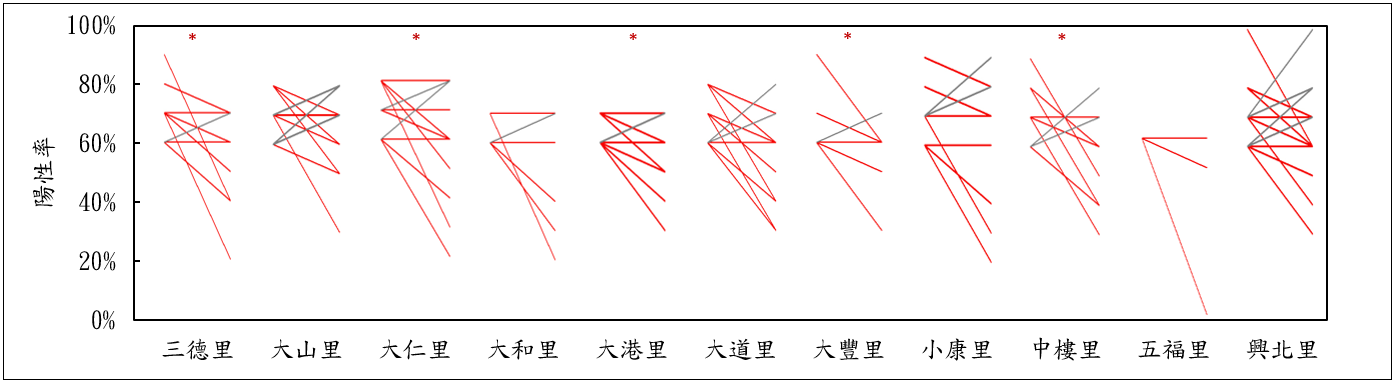 100%
80%
60%
40%
20%
0%
陽性率
* * * * *
三德里 大山里 大仁里 大和里 大港里 大道里 大豐里 小康里 中樓里 五福里 興北里